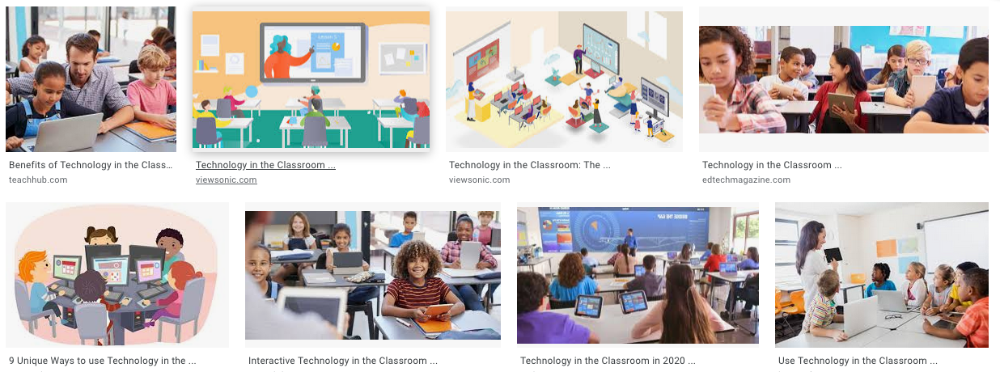 Lesson 5
Benefits of Technology in the Class...
teachhub.com
Technology in the Classroom ...
viewsonic.com
Technology in the Classroom: The ...
viewsonic.com
Technology in the Classroom ...
edtechmagazine.com
9 Unique Ways to use Technology in the ...
Interactive Technology in the Classroom ...
Technology in the Classroom in 2020 ...
Use Technology in the Classroom ...